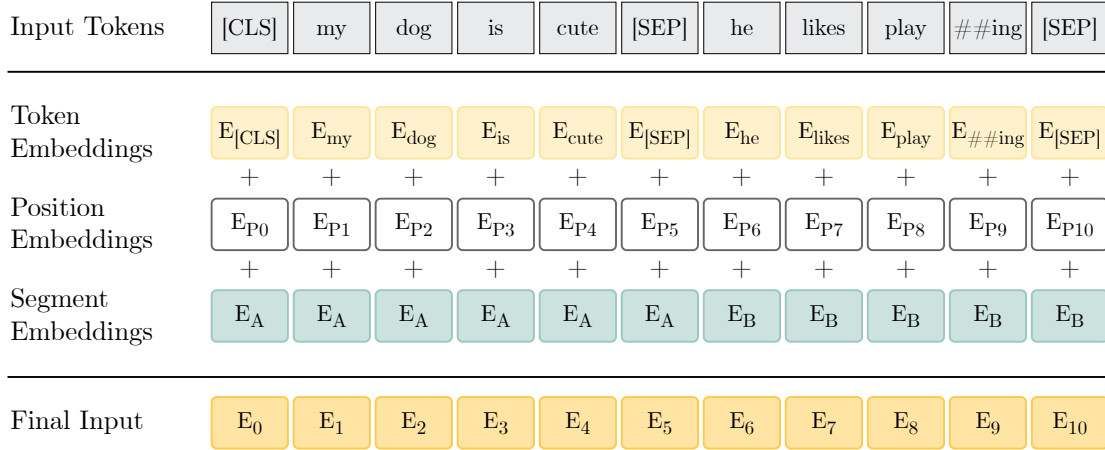 Input Tokens [CLS] my dog is cute [SEP] he likes play ##ing [SEP]
Token
Embeddings
E[CLS] Emy Edog Eis Ecute E[SEP] Ehe Elikes Eplay E##ing E[SEP]
+ + + + + + + + + + +
Position
Embeddings
EP0 EP1 EP2 EP3 EP4 EP5 EP6 EP7 EP8 EP9 EP10
+ + + + + + + + + + +
Segment
Embeddings
EA EA EA EA EA EA EB EB EB EB EB
Final Input E0 E1 E2 E3 E4 E5 E6 E7 E8 E9 E10